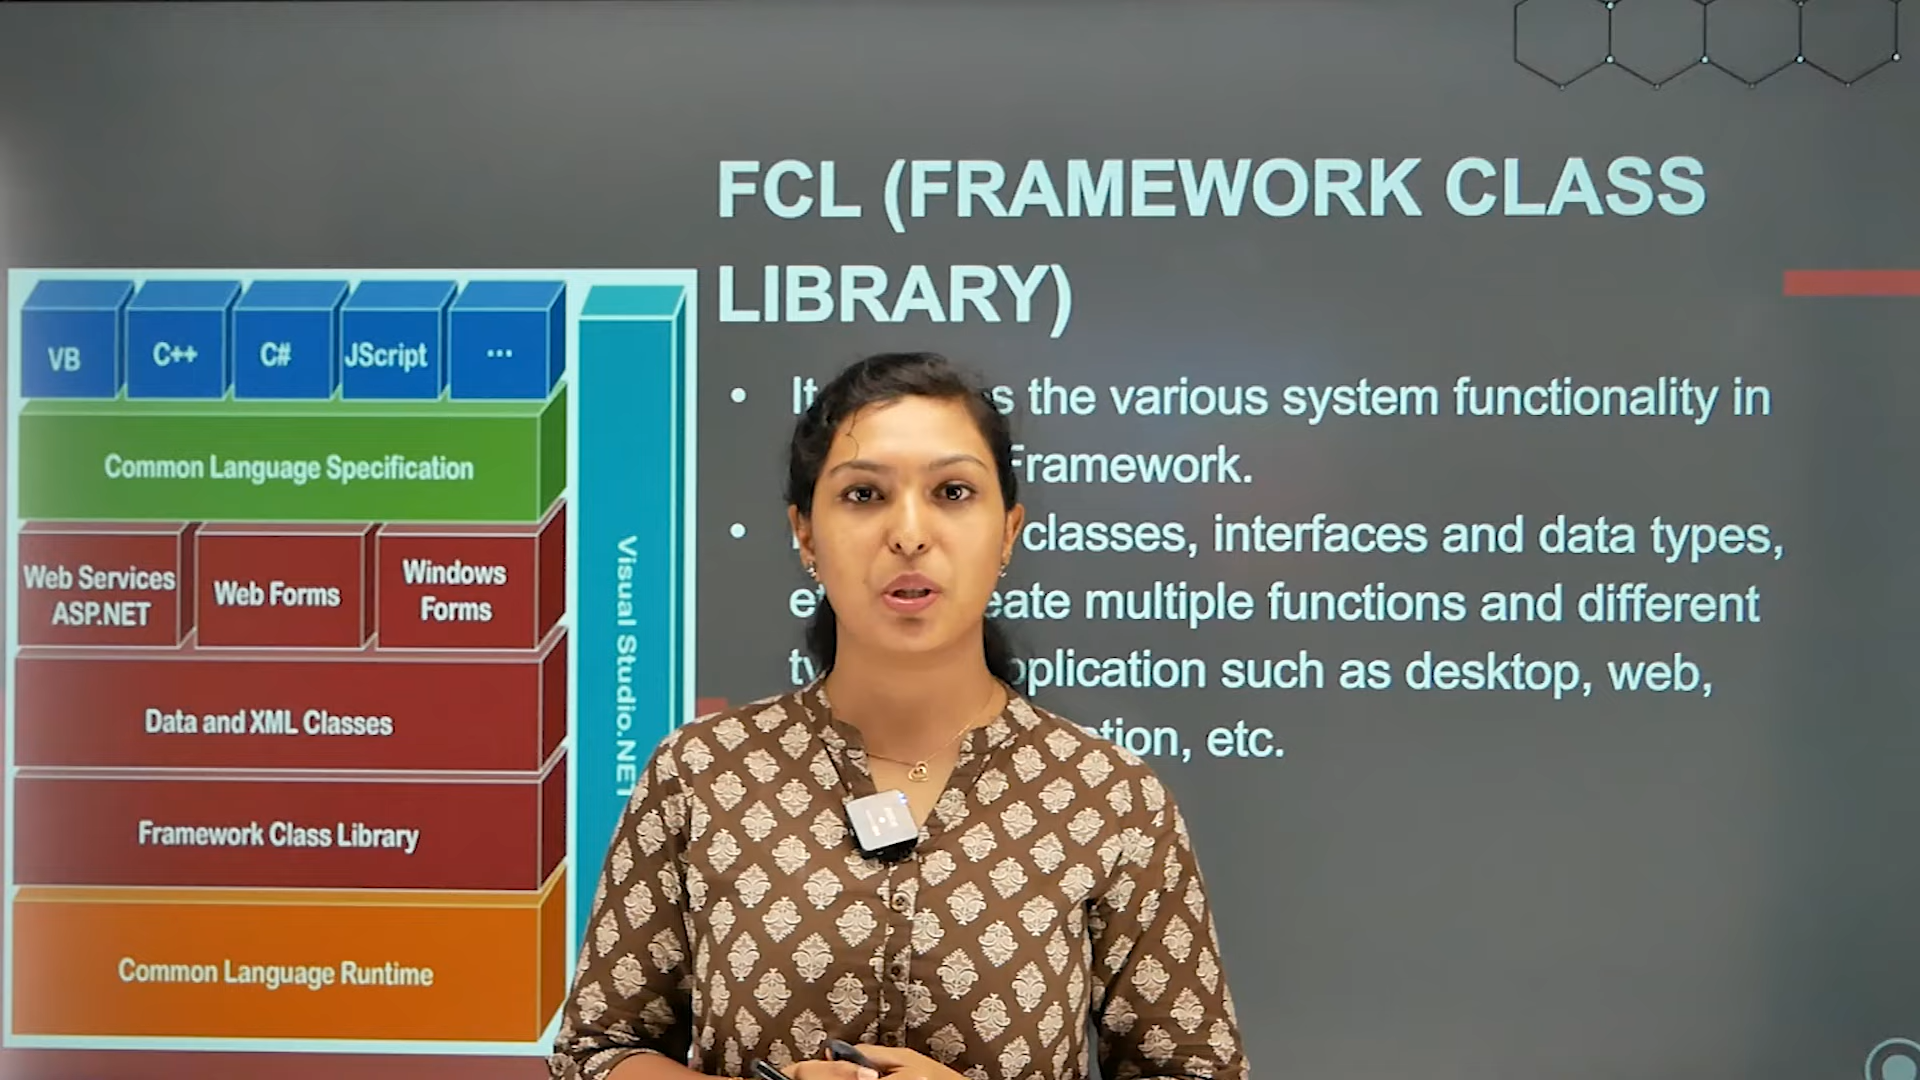 FCL (FRAMEWORK CLASS
LIBRARY)
• the various system functionality in
Framework.
• classes, interfaces and data types,
multiple functions and different
such as desktop, web,
etc.
VB
C++
C#
JScript
...
Common Language Specification
Web Services
ASP.NET
Web Forms
Windows
Forms
Data and XML Classes
Framework Class Library
Common Language Runtime
Visual Studio.NET